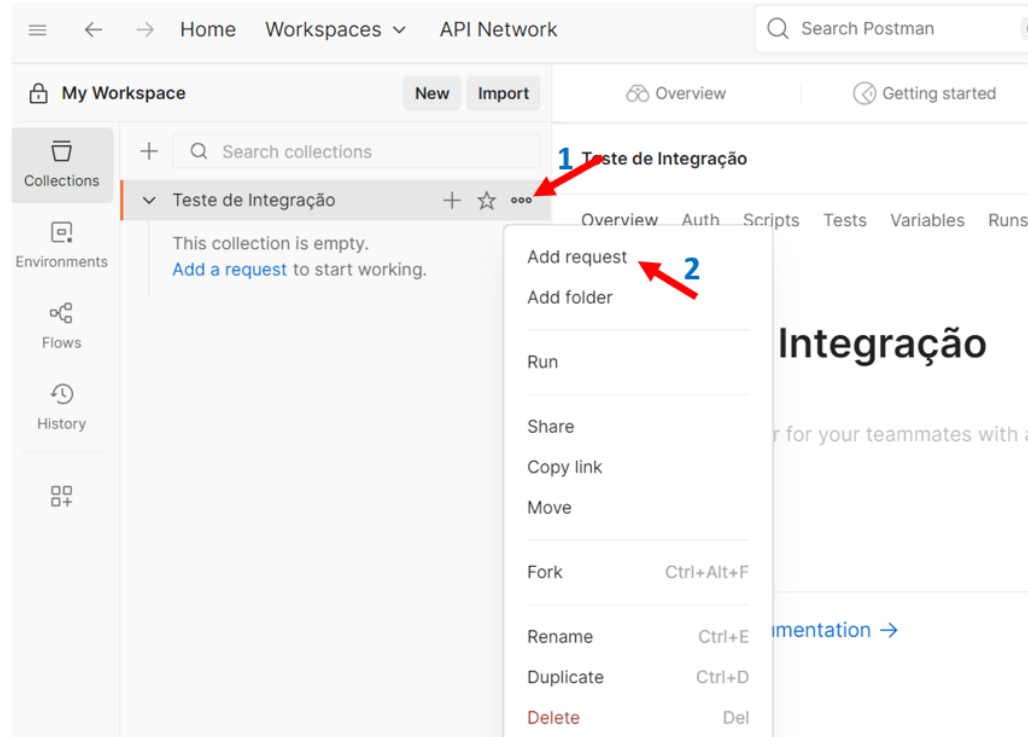 Home Workspaces API Network Search Postman
My Workspace New Import Overview Getting started
Collections
Search collections
1
Teste de Integração
Teste de Integração
Overview Auth Scripts Tests Variables Runs
This collection is empty.
Add a request to start working.
Environments
Flows
History
Add request
2
Add folder
Run
Share
Copy link
Move
Fork Ctrl+Alt+F
Rename Ctrl+E
Duplicate Ctrl+D
Delete Del
Integração
r for your teammates with a
umentation →